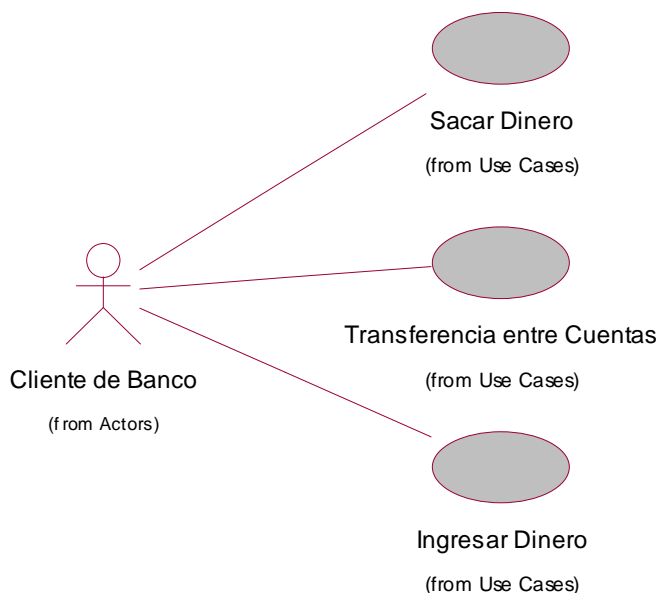 Sacar Dinero
(from Use Cases)
Transferencia entre Cuentas
(from Use Cases)
Cliente de Banco
(from Actors)
Ingresar Dinero
(from Use Cases)